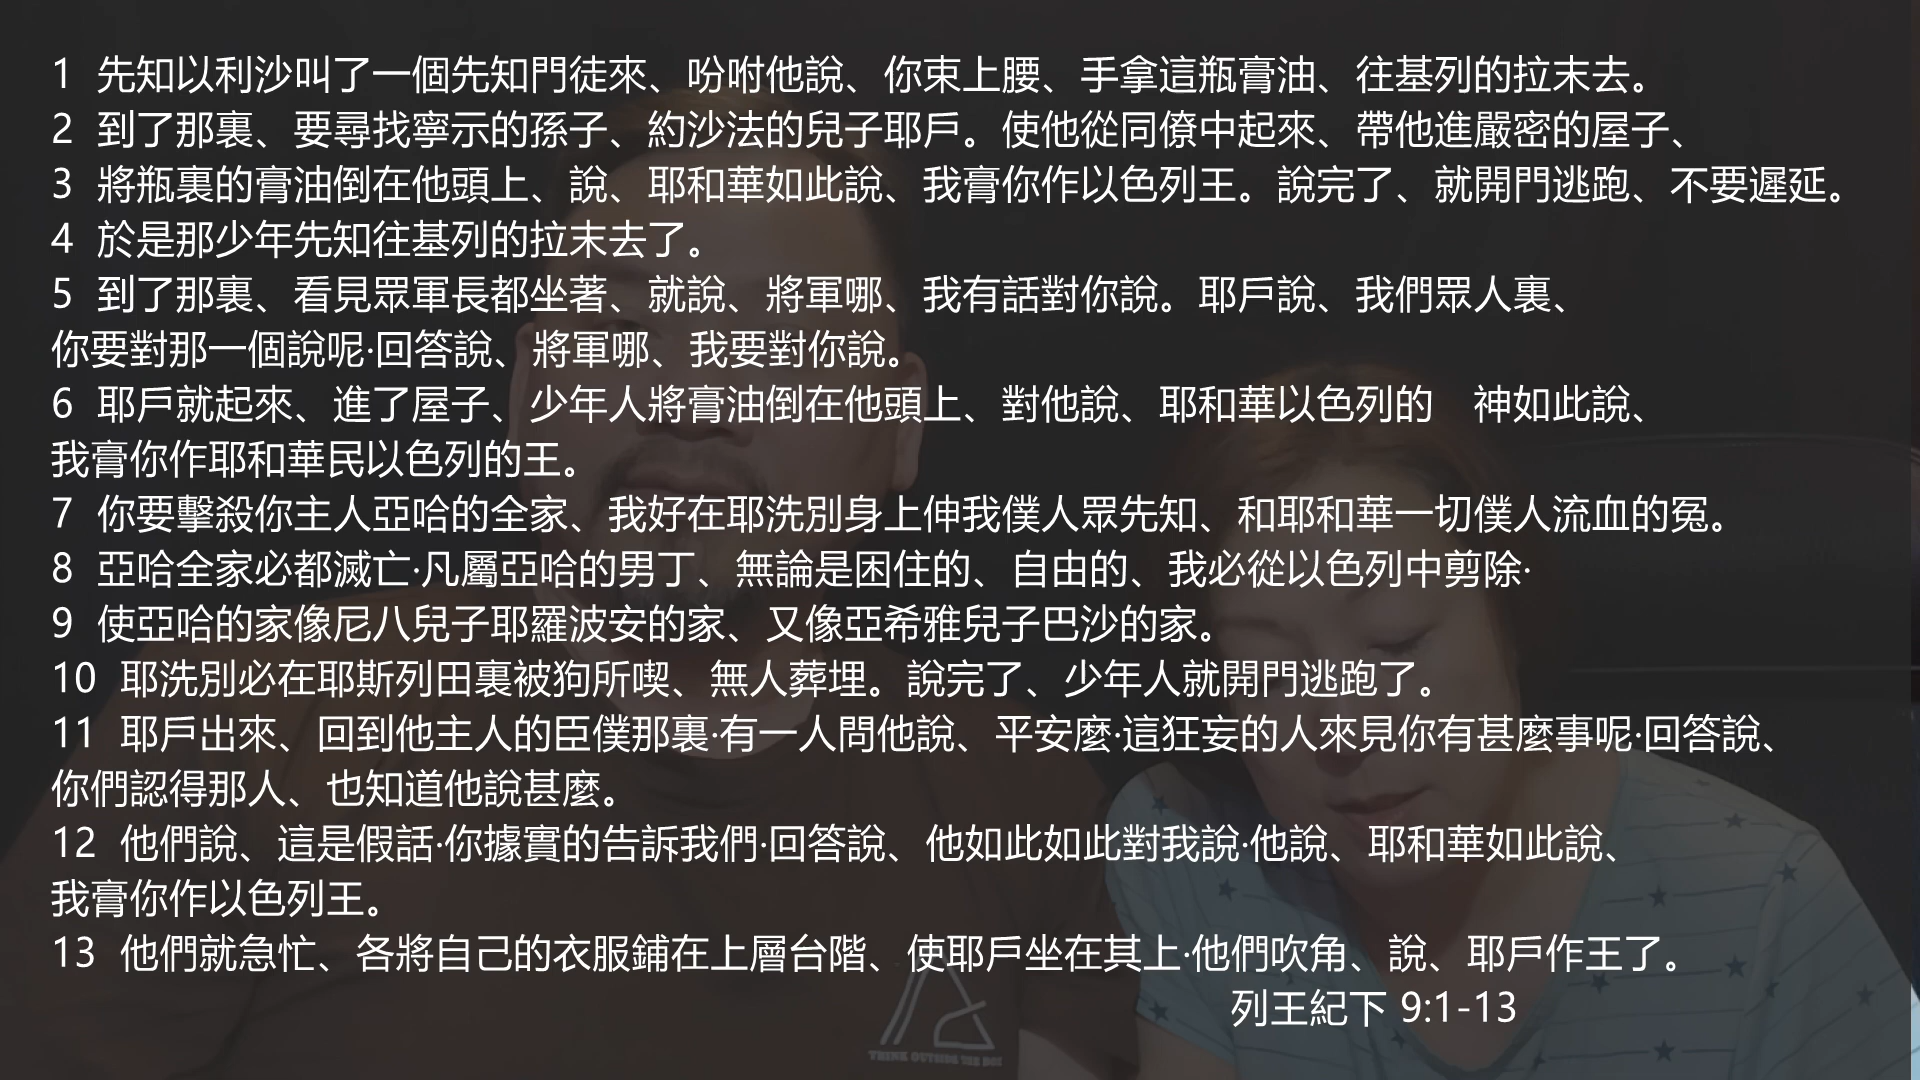 1 先知以利沙叫了一個先知門徒來、吩咐他說、你束上腰、手拿這瓶膏油、往基列的拉末去。
2 到了那裏、要尋找寧示的孫子、約沙法的兒子耶戶。使他從同僚中起來、帶他進嚴密的屋子、
3 將瓶裏的膏油倒在他頭上、說、耶和華如此說、我膏你作以色列王。說完了、就開門逃跑、不要遲延。
4 於是那少年先知往基列的拉末去了。
5 到了那裏、看見眾軍長都坐著、就說、將軍哪、我有話對你說。耶戶說、我們眾人裏、
你要對那一個說呢·回答說、將軍哪、我要對你說。
6 耶戶就起來、進了屋子、少年人將膏油倒在他頭上、對他說、耶和華以色列的　神如此說、
我膏你作耶和華民以色列的王。
7 你要擊殺你主人亞哈的全家、我好在耶洗別身上伸我僕人眾先知、和耶和華一切僕人流血的冤。
8 亞哈全家必都滅亡·凡屬亞哈的男丁、無論是困住的、自由的、我必從以色列中剪除·
9 使亞哈的家像尼八兒子耶羅波安的家、又像亞希雅兒子巴沙的家。
10 耶洗別必在耶斯列田裏被狗所喫、無人葬埋。說完了、少年人就開門逃跑了。
11 耶戶出來、回到他主人的臣僕那裏·有一人問他說、平安麼·這狂妄的人來見你有甚麼事呢·回答說、
你們認得那人、也知道他說甚麼。
12 他們說、這是假話·你據實的告訴我們·回答說、他如此如此對我說·他說、耶和華如此說、
我膏你作以色列王。
13 他們就急忙、各將自己的衣服鋪在上層台階、使耶戶坐在其上·他們吹角、說、耶戶作王了。
列王紀下 9:1-13
THINK OUTSIDE THE BOX